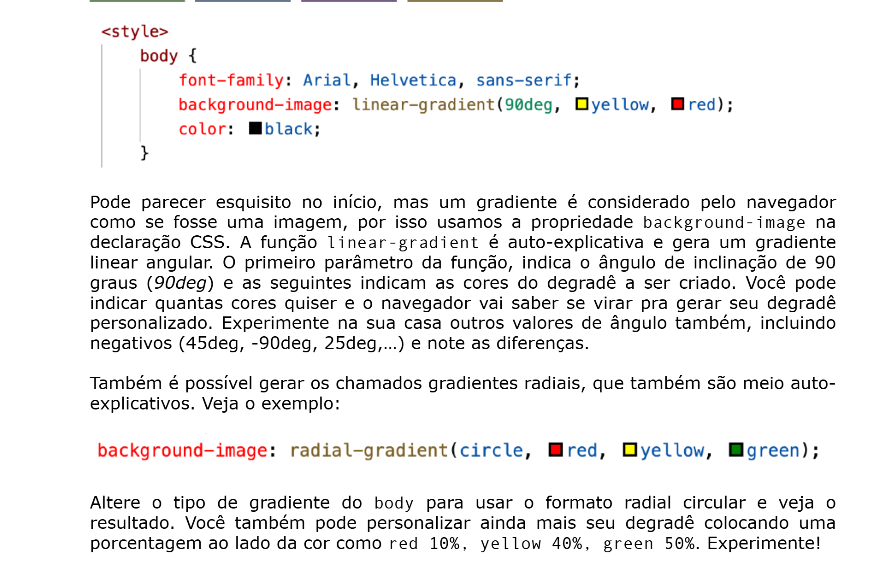 <style>
body {
font-family: Arial, Helvetica, sans-serif;
background-image: linear-gradient(90deg, yellow, red);
color: black;
}
Pode parecer esquisito no início, mas um gradiente é considerado pelo navegador
como se fosse uma imagem, por isso usamos a propriedade background-image na
declaração CSS. A função linear-gradient é auto-explicativa e gera um gradiente
linear angular. O primeiro parâmetro da função, indica o ângulo de inclinação de 90
graus (90deg) e as seguintes indicam as cores do degradê a ser criado. Você pode
indicar quantas cores quiser e o navegador vai saber se virar pra gerar seu degradê
personalizado. Experimente na sua casa outros valores de ângulo também, incluindo
negativos (45deg, -90deg, 25deg,…) e note as diferenças.
Também é possível gerar os chamados gradientes radiais, que também são meio auto-
explicativos. Veja o exemplo:
background-image: radial-gradient(circle, red, yellow, green);
Altere o tipo de gradiente do body para usar o formato radial circular e veja o
resultado. Você também pode personalizar ainda mais seu degradê colocando uma
porcentagem ao lado da cor como red 10%, yellow 40%, green 50%. Experimente!